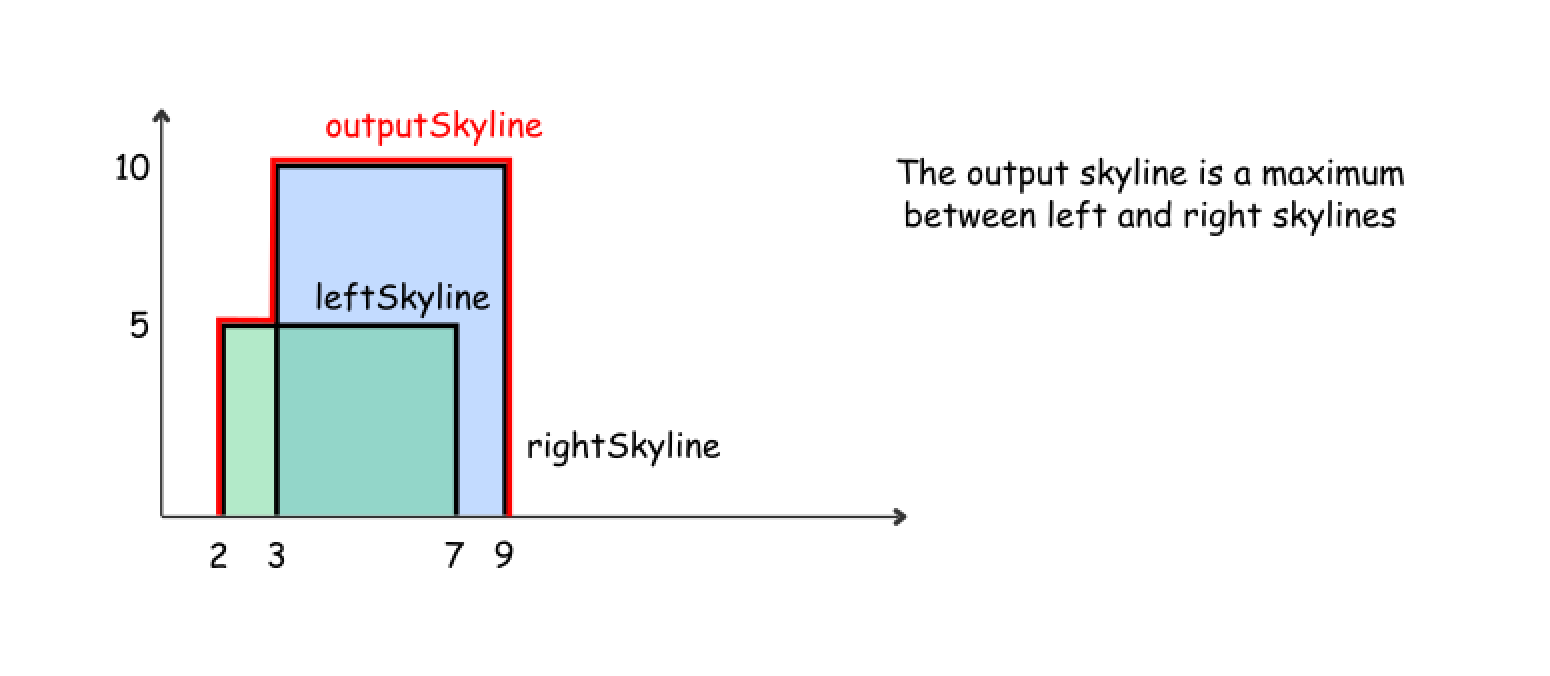 outputSkyline
10
The output skyline is a maximum
between left and right skylines
leftSkyline
5
rightSkyline
2 3 7 9